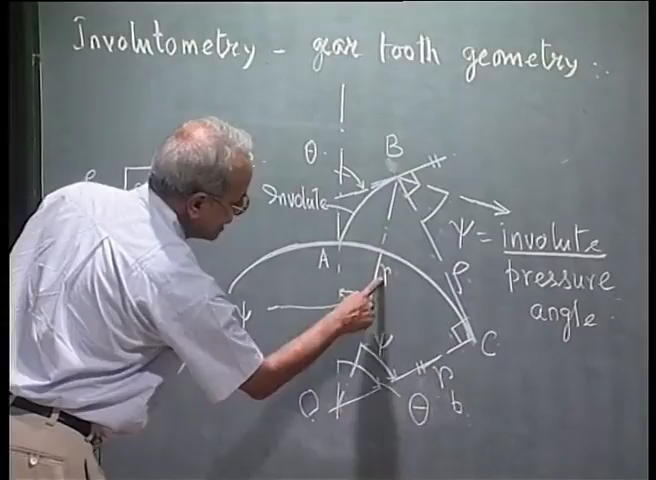 Involutometry - gear tooth geometry
B
θ
Involute
ψ = involute
pressure
angle
A
ρ
r
ψ
C
ψ
r
b
O
θ